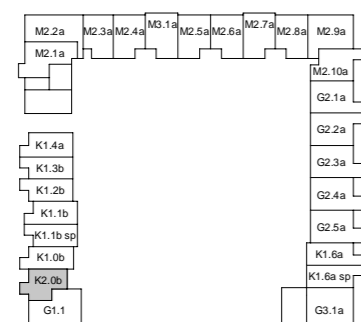 M2.2a
M2.3a
M2.4a
M3.1a
M2.5a
M2.6a
M2.7a
M2.8a
M2.9a
M2.1a
M2.10a
G2.1a
G2.2a
G2.3a
G2.4a
G2.5a
K1.6a
K1.6a sp
G3.1a
K1.4a
K1.3b
K1.2b
K1.1b
K1.1b sp
K1.0b
K2.0b
G1.1